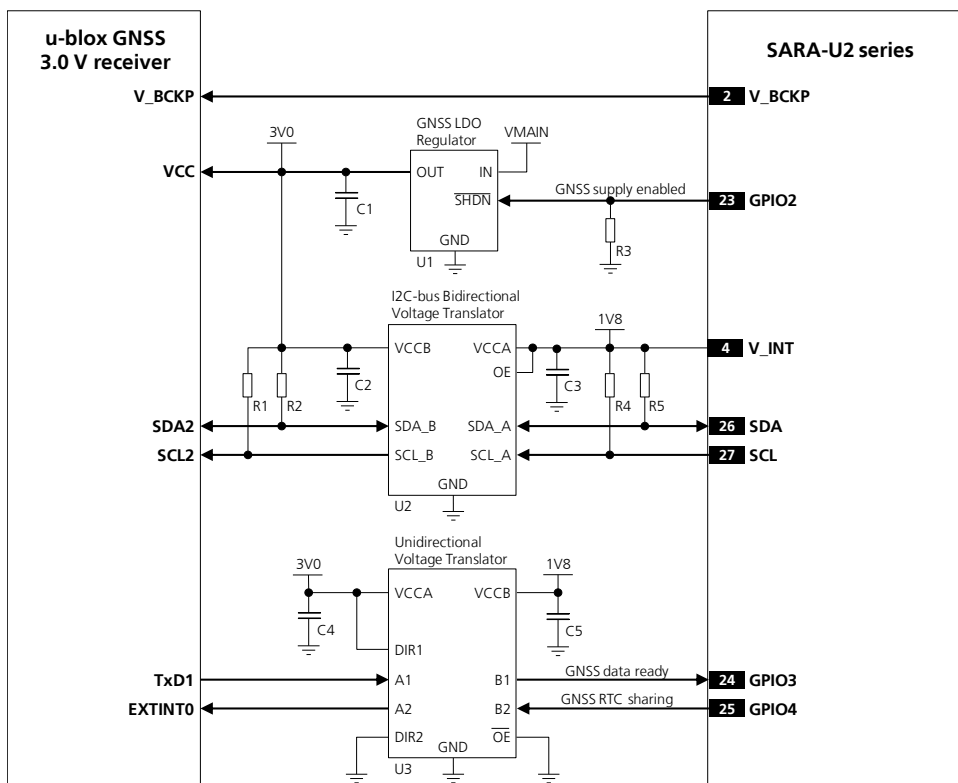 u-blox GNSS
3.0 V receiver
SARA-U2 series
V_BCKP
2 V_BCKP
GNSS LDO
Regulator
3V0
VMAIN
VCC
OUT
IN
C1
SHDN
GNSS supply enabled
23 GPIO2
GND
U1
R3
I2C-bus Bidirectional
Voltage Translator
1V8
VCCB
VCCA
4 V_INT
OE
R1
R2
C2
C3
R4
R5
SDA2
SDA_B
SDA_A
26 SDA
SCL2
SCL_B
SCL_A
27 SCL
GND
U2
Unidirectional
Voltage Translator
3V0
1V8
VCCA
VCCB
C4
C5
DIR1
TxD1
A1
B1
GNSS data ready
24 GPIO3
EXTINT0
A2
B2
GNSS RTC sharing
25 GPIO4
DIR2
OE
GND
U3